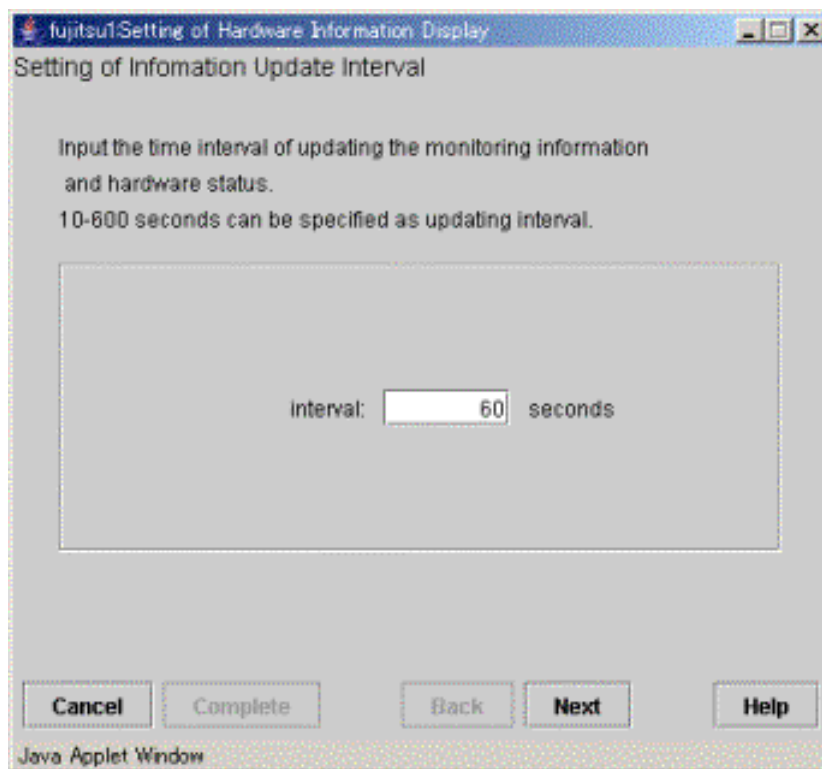 fujitsu1:Setting of Hardware Information Display
Setting of Infomation Update Interval
Input the time interval of updating the monitoring information
and hardware status.
10-600 seconds can be specified as updating interval.
interval: 60 seconds
Cancel Complete Back Next Help
Java Applet Window